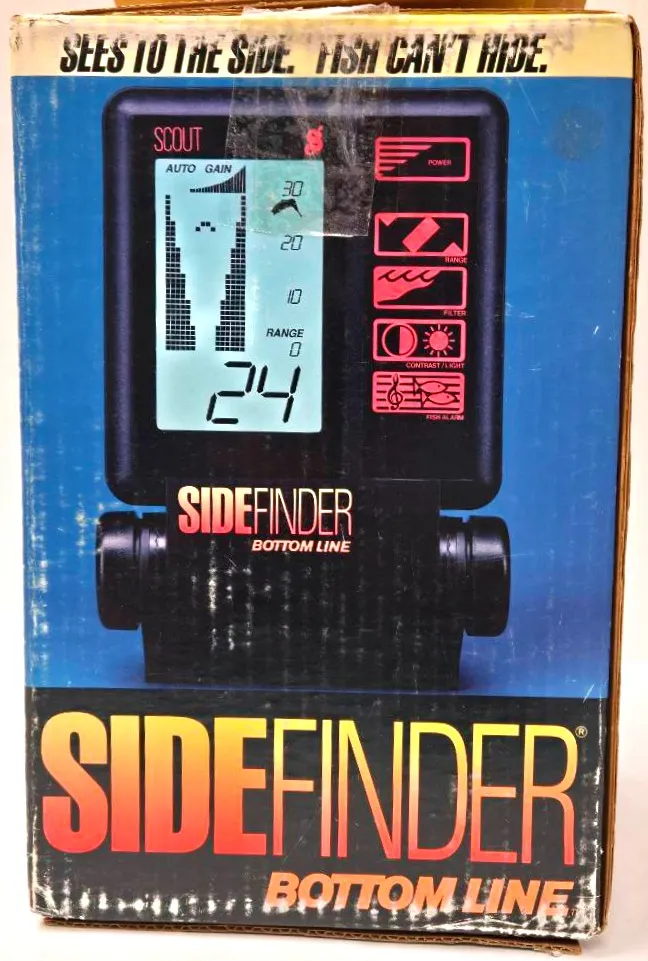 SEES TO THE SIDE. FISH CAN'T HIDE.
SCOUT
AUTO GAIN
30
20
10
RANGE
0
24
POWER
RANGE
FILTER
CONTRAST/LIGHT
FISH ALARM
SIDEFINDER
BOTTOM LINE
SIDEFINDER®
BOTTOM LINE